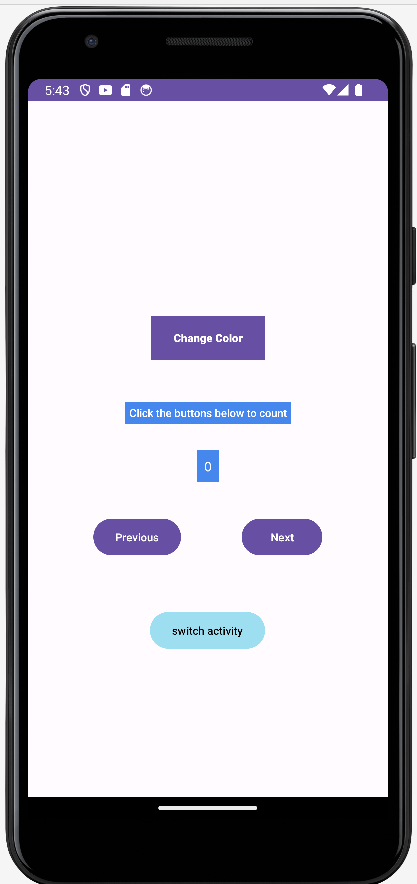 5:43
Change Color
Click the buttons below to count
0
Previous Next
switch activity